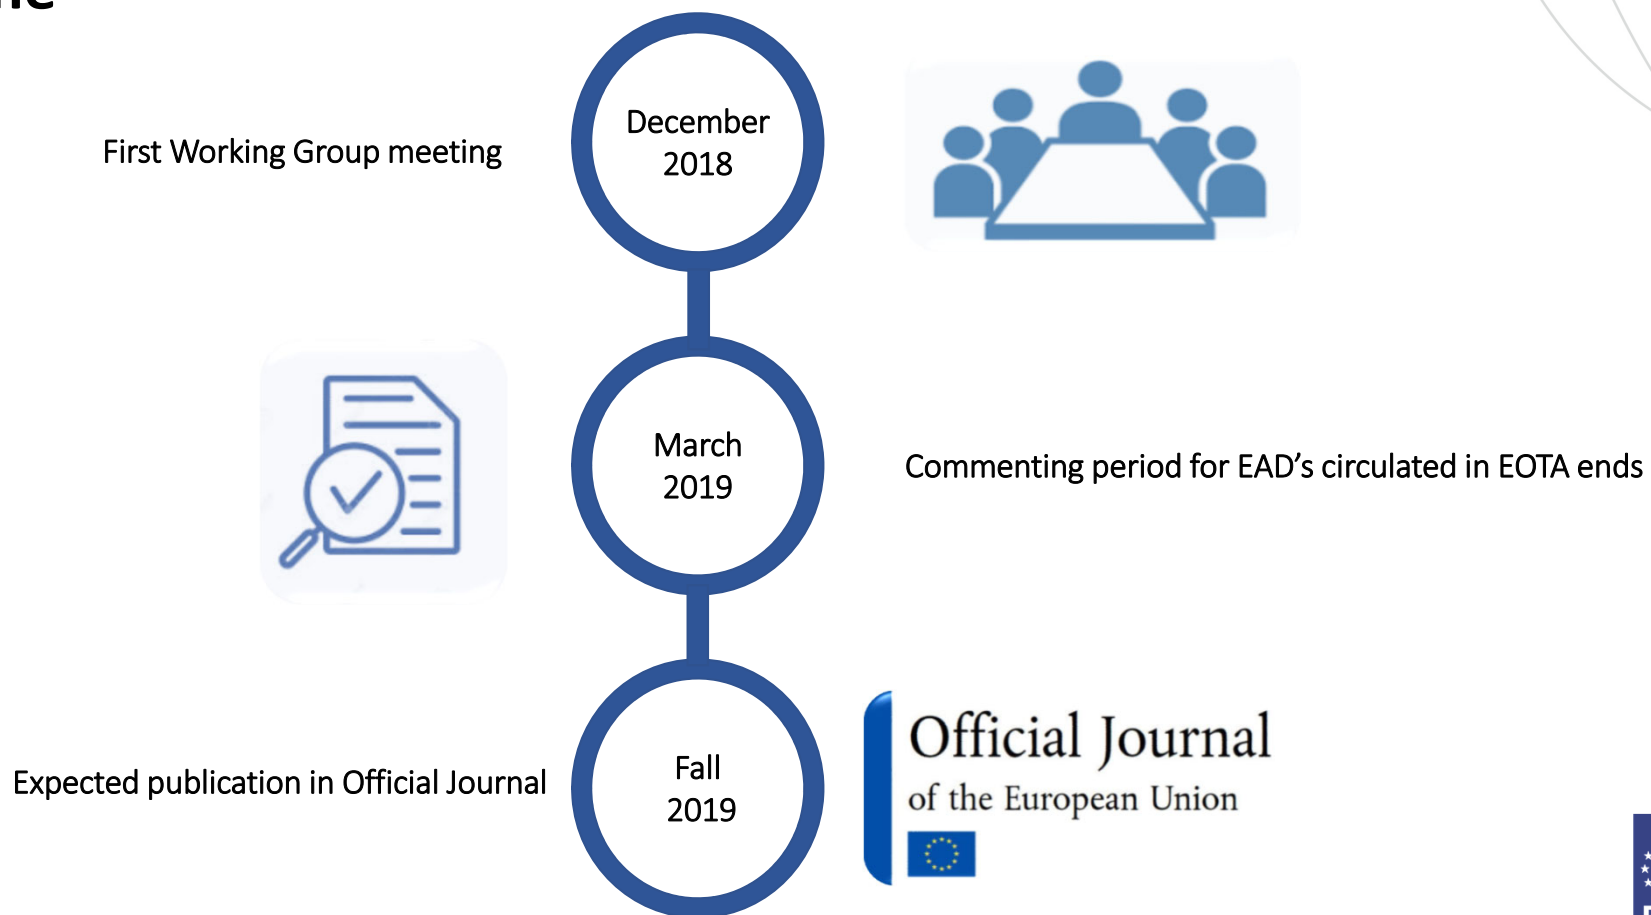 First Working Group meeting
December
2018
March
2019
Commenting period for EAD’s circulated in EOTA ends
Expected publication in Official Journal
Fall
2019
Official Journal
of the European Union